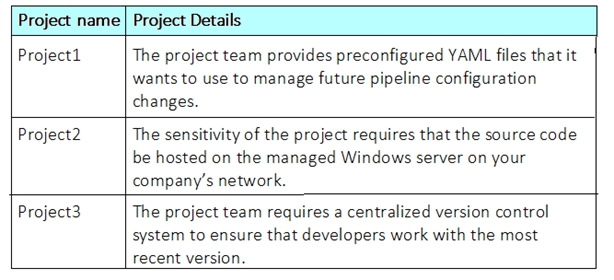 Project name Project Details
Project1 The project team provides preconfigured YAML files that it
wants to use to manage future pipeline configuration
changes.
Project2 The sensitivity of the project requires that the source code
be hosted on the managed Windows server on your
company’s network.
Project3 The project team requires a centralized version control
system to ensure that developers work with the most
recent version.